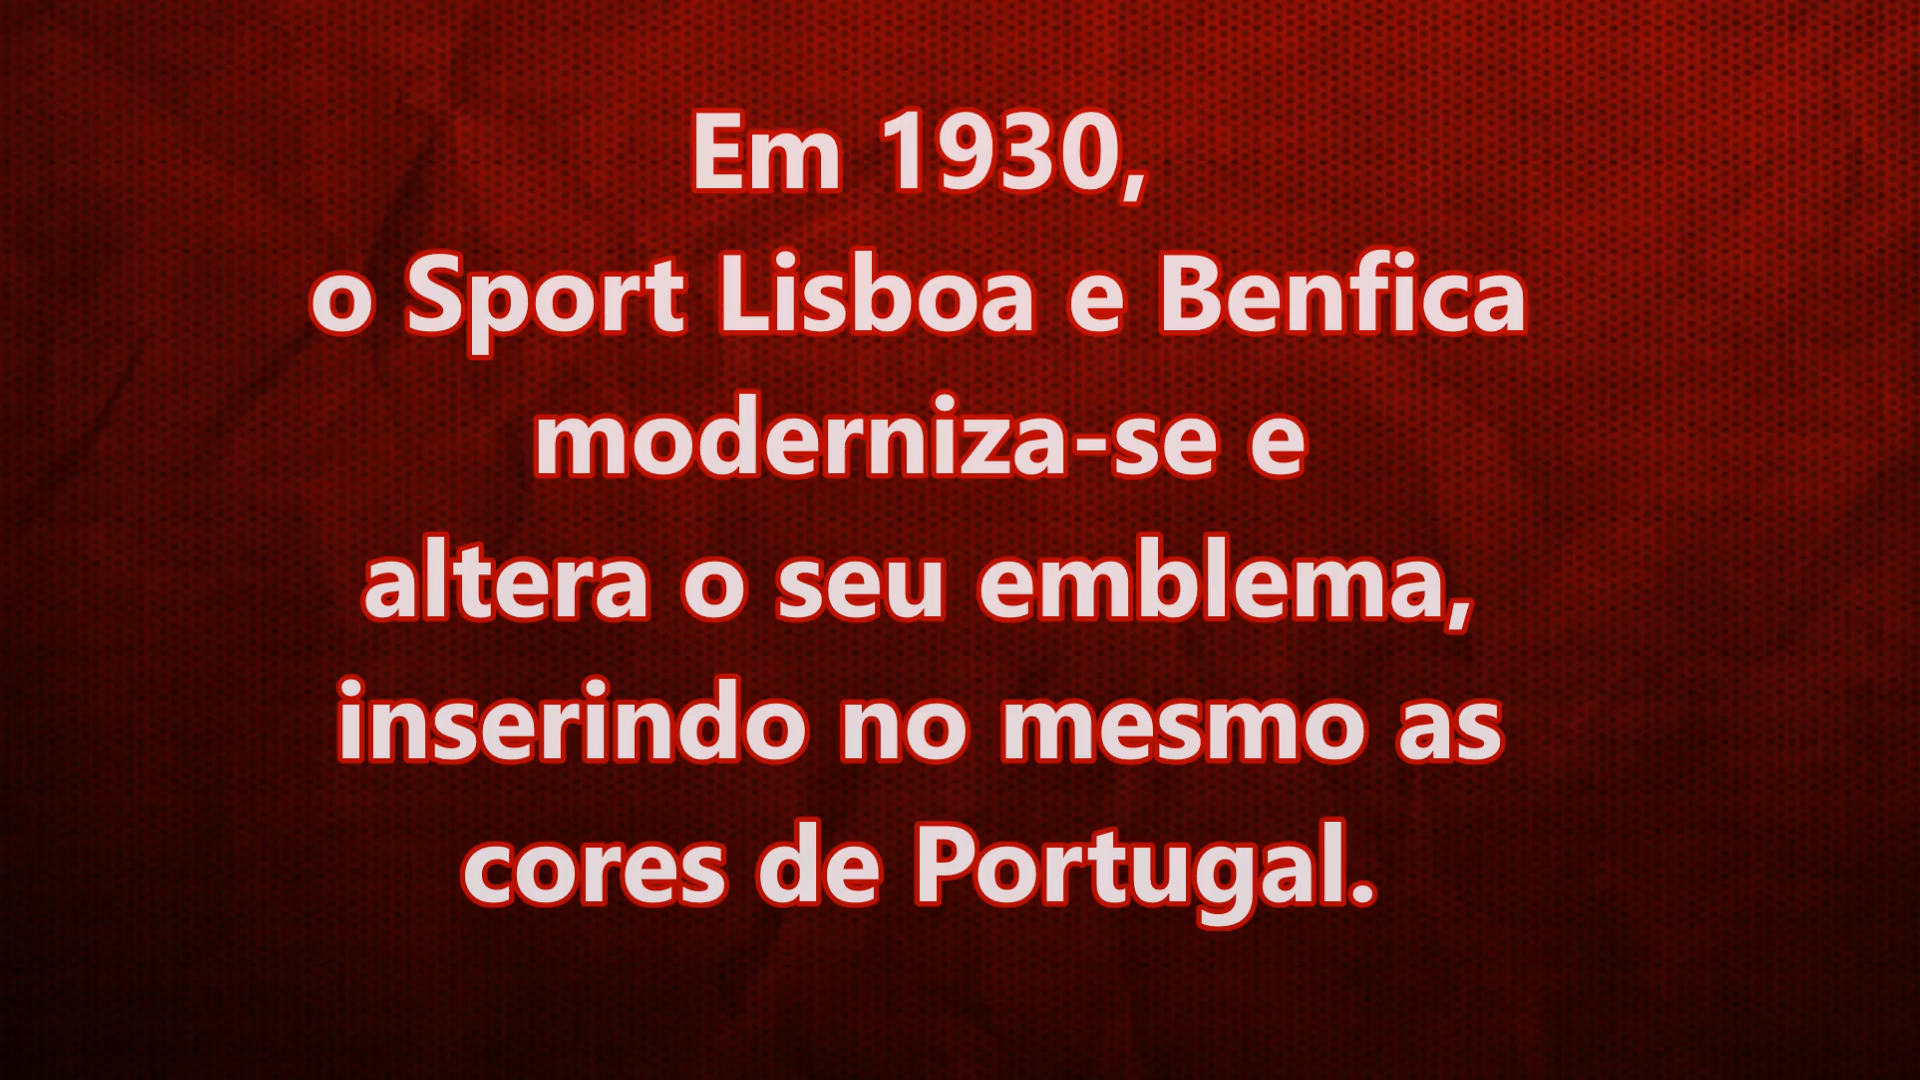 Em 1930,
o Sport Lisboa e Benfica
moderniza-se e
altera o seu emblema,
inserindo no mesmo as
cores de Portugal.